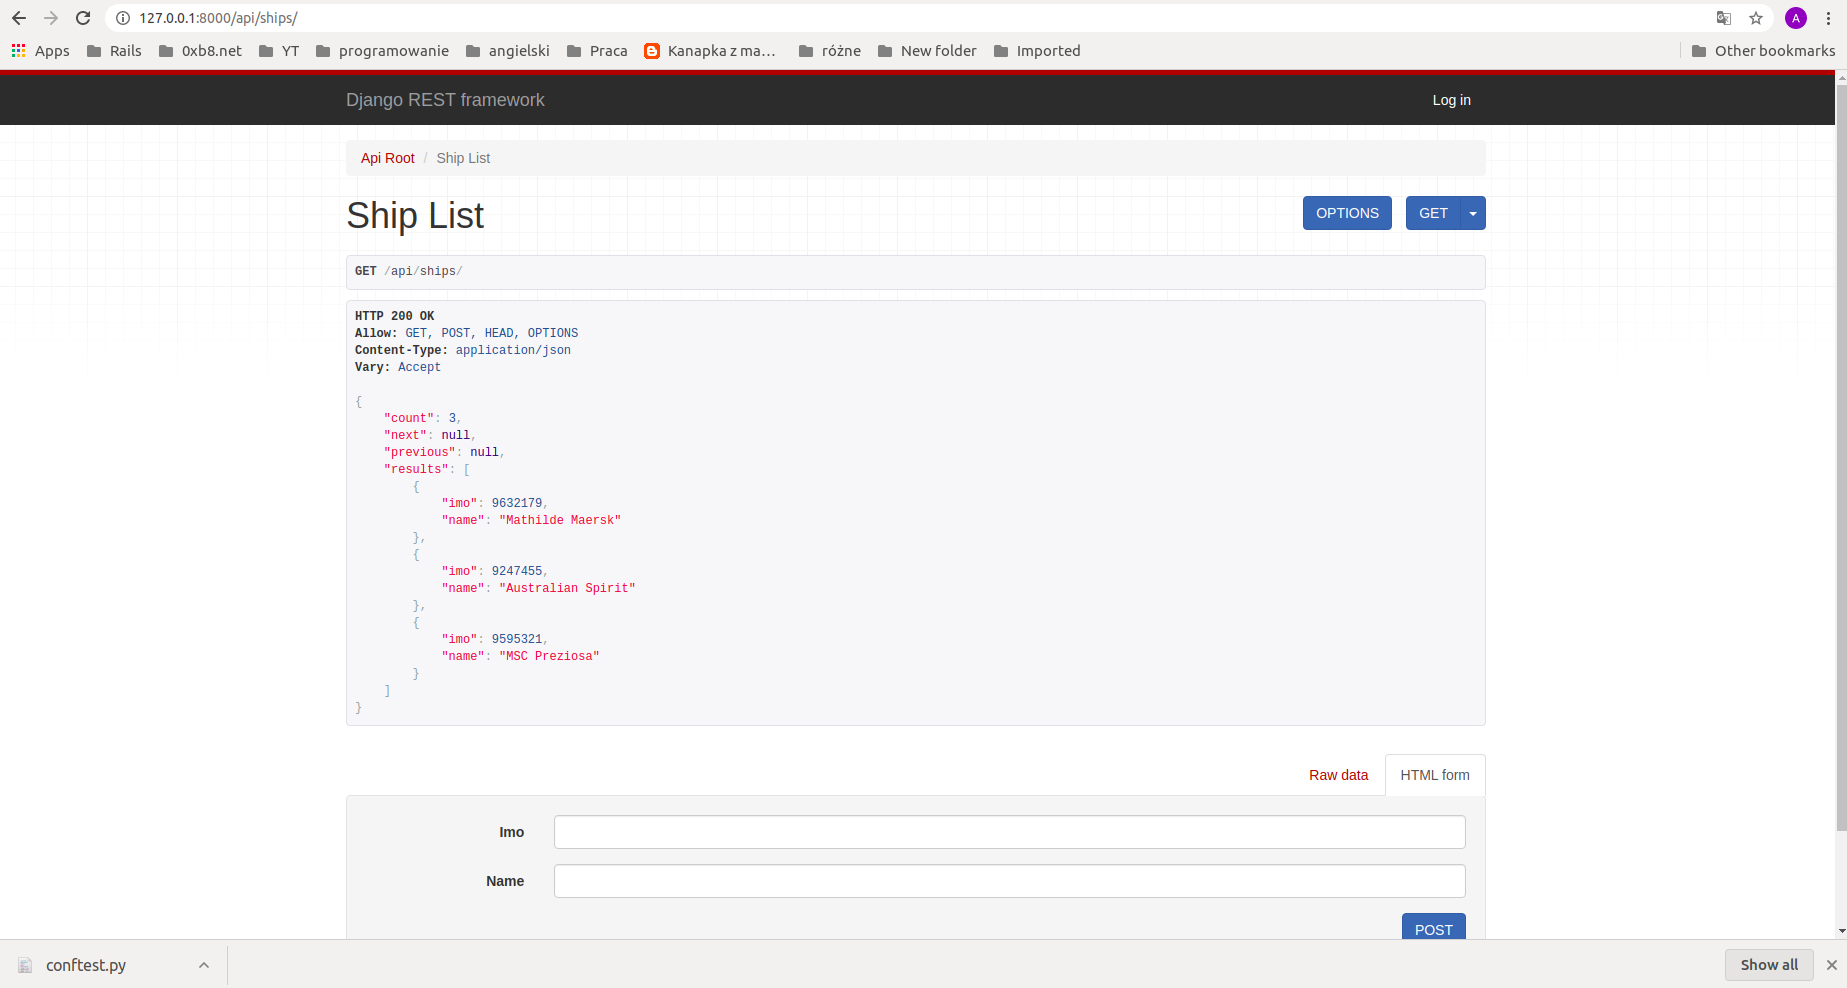 127.0.0.1:8000/api/ships/
A
Apps Rails 0xb8.net YT programowanie angielski Praca Kanapka z ma... różne New folder Imported Other bookmarks
Django REST framework Log in
Api Root / Ship List
Ship List OPTIONS GET
GET /api/ships/
HTTP 200 OK
Allow: GET, POST, HEAD, OPTIONS
Content-Type: application/json
Vary: Accept
{
    "count": 3,
    "next": null,
    "previous": null,
    "results": [
        {
            "imo": 9632179,
            "name": "Mathilde Maersk"
        },
        {
            "imo": 9247455,
            "name": "Australian Spirit"
        },
        {
            "imo": 9595321,
            "name": "MSC Preziosa"
        }
    ]
}
Raw data HTML form
Imo
Name
POST
conftest.py Show all